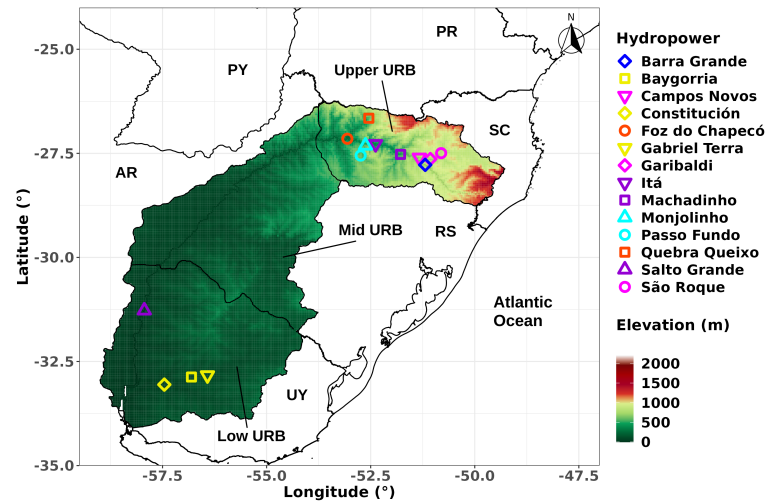 PR
N
PY
Upper URB
SC
AR
Mid URB
RS
Atlantic
Ocean
UY
Low URB
-25.0
-27.5
-30.0
-32.5
-35.0
Latitude (°)
-57.5
-55.0
-52.5
-50.0
-47.5
Longitude (°)
Hydropower
Barra Grande
Baygorria
Campos Novos
Constitución
Foz do Chapecó
Gabriel Terra
Garibaldi
Itá
Machadinho
Monjolinho
Passo Fundo
Quebra Queixo
Salto Grande
São Roque
Elevation (m)
2000
1500
1000
500
0